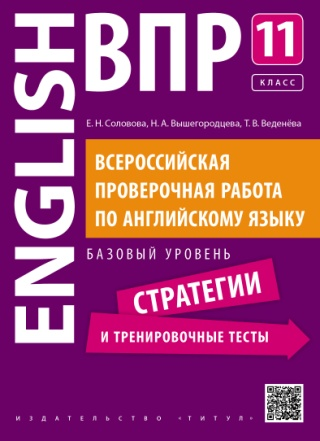 ENGLISH
ВПР 11
КЛАСС
Е. Н. Соловова, Н. А. Вышегородцева, Т. В. Веденёва
ВСЕРОССИЙСКАЯ
ПРОВЕРОЧНАЯ РАБОТА
ПО АНГЛИЙСКОМУ ЯЗЫКУ
БАЗОВЫЙ УРОВЕНЬ
СТРАТЕГИИ
И ТРЕНИРОВОЧНЫЕ ТЕСТЫ
ИЗДАТЕЛЬСТВО «ТИТУЛ»